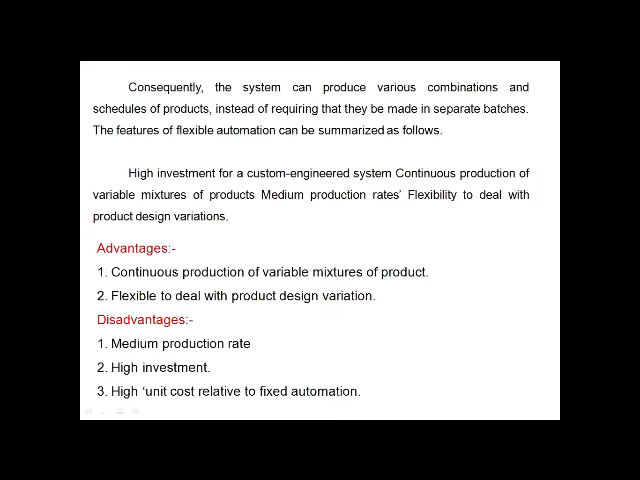 Consequently, the system can produce various combinations and
schedules of products, instead of requiring that they be made in separate batches.
The features of flexible automation can be summarized as follows.
High investment for a custom-engineered system Continuous production of
variable mixtures of products Medium production rates’ Flexibility to deal with
product design variations.
Advantages:-
1. Continuous production of variable mixtures of product.
2. Flexible to deal with product design variation.
Disadvantages:-
1. Medium production rate
2. High investment.
3. High ‘unit cost relative to fixed automation.